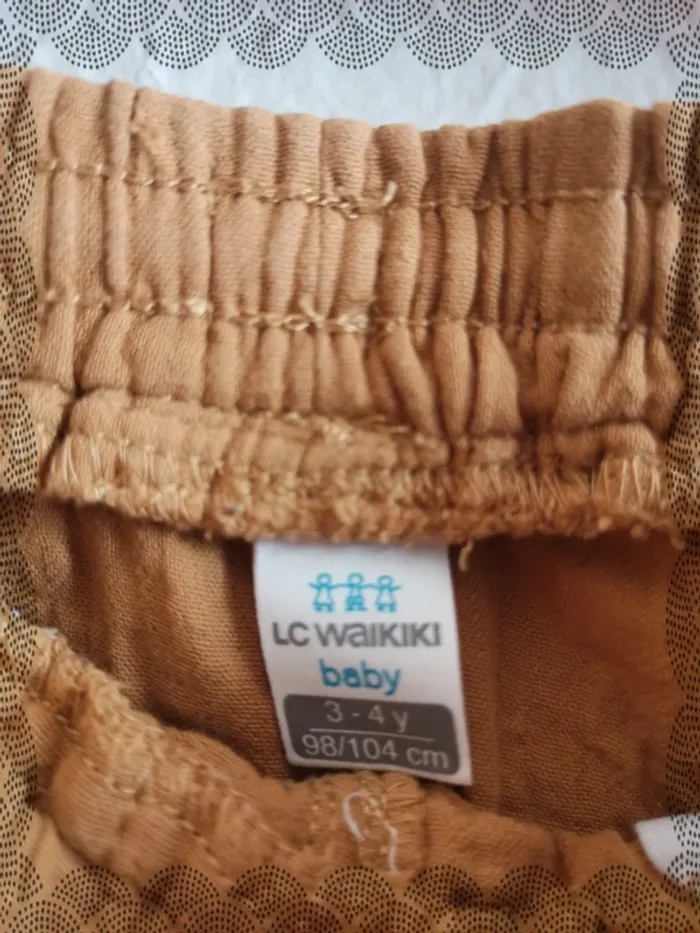 LC WAIKIKI
baby
3 - 4 y
98/104 cm